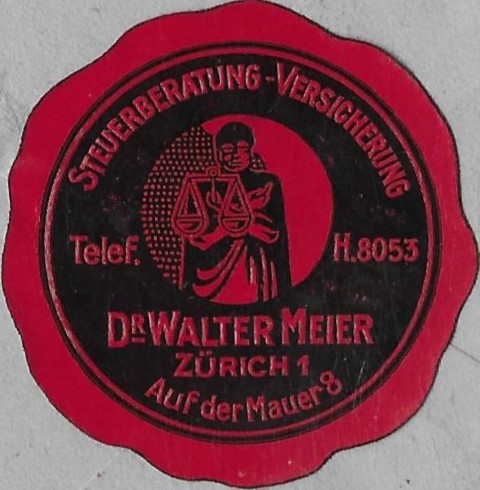 STEUERBERATUNG-VERSICHERUNG
Telef. H.8053
DR WALTER MEIER
ZÜRICH 1
Auf der Mauer 8